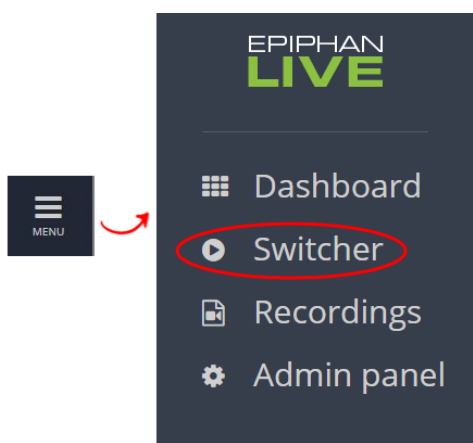 MENU
EPIPHAN
LIVE
Dashboard
Switcher
Recordings
Admin panel